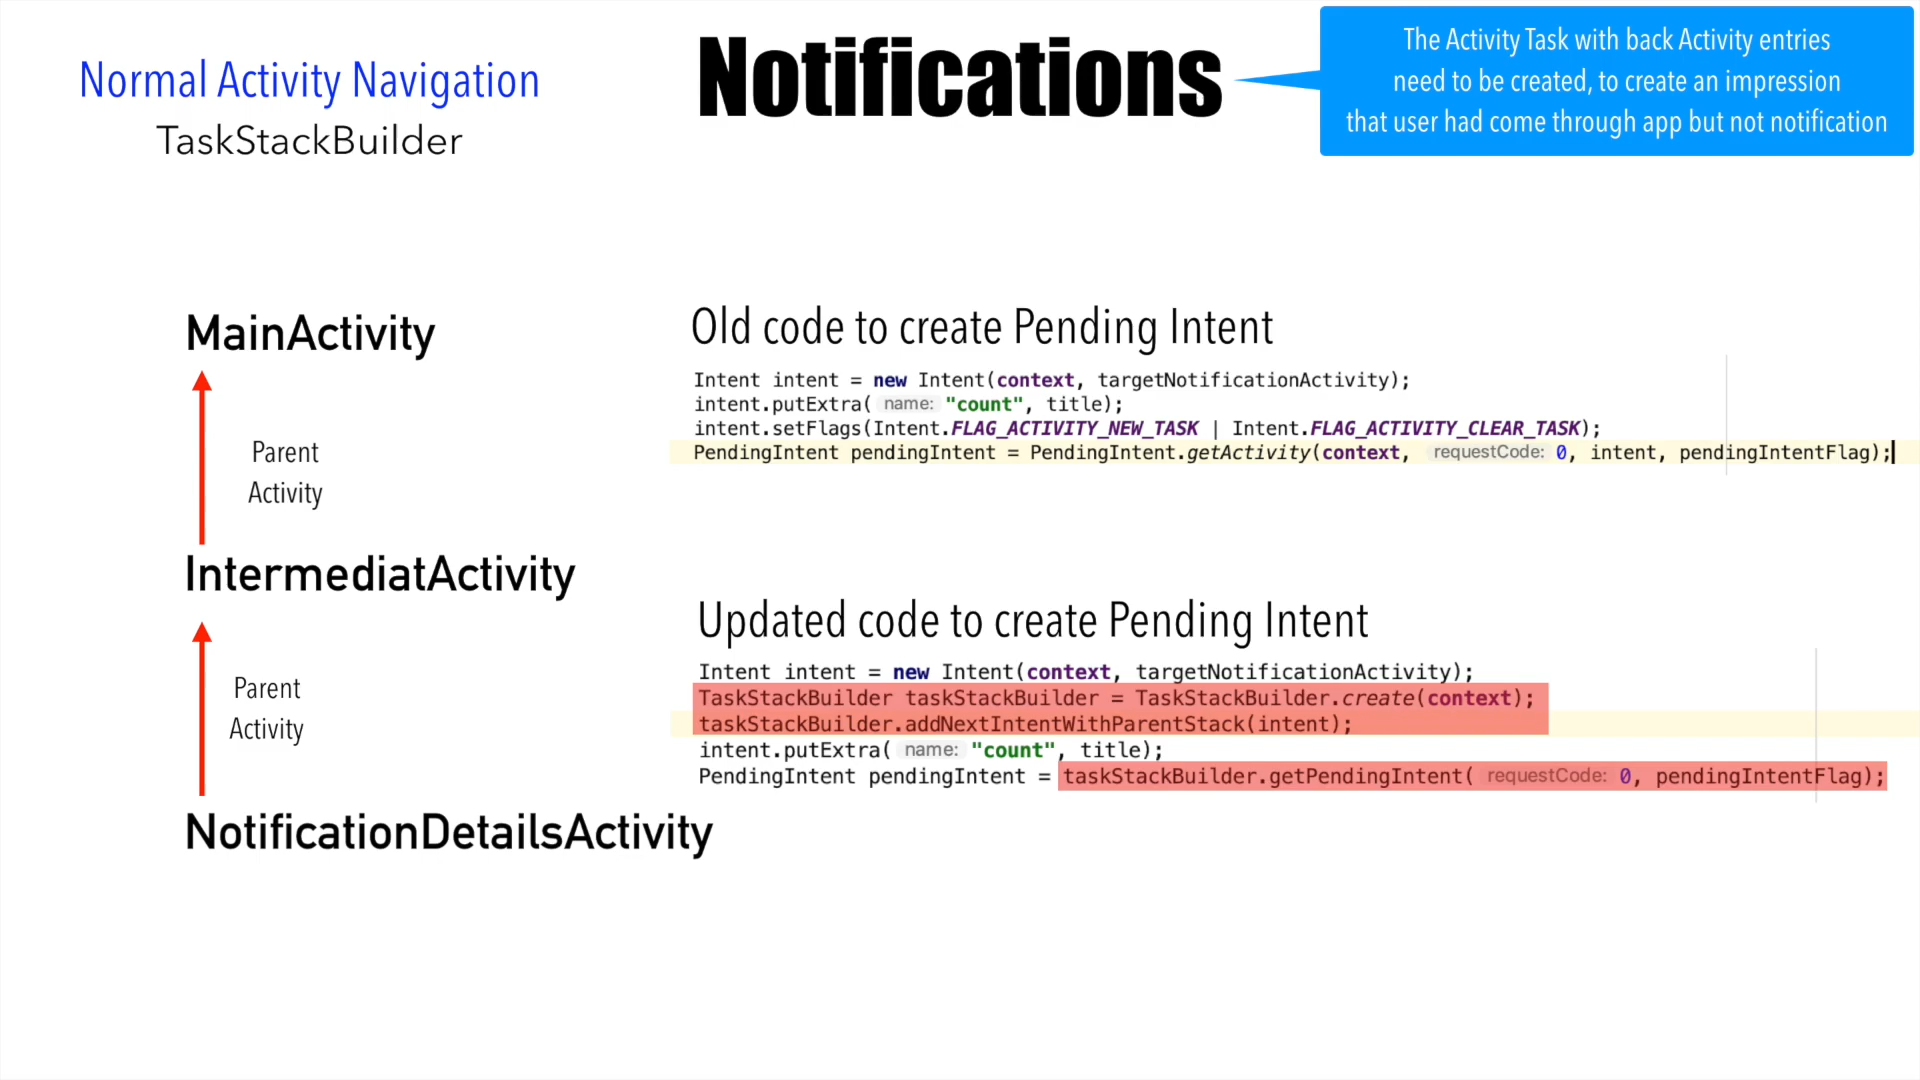 Normal Activity Navigation
TaskStackBuilder
Notifications
The Activity Task with back Activity entries
need to be created, to create an impression
that user had come through app but not notification
MainActivity
Parent
Activity
IntermediatActivity
Parent
Activity
NotificationDetailsActivity
Old code to create Pending Intent
Intent intent = new Intent(context, targetNotificationActivity);
intent.putExtra( name: "count", title);
intent.setFlags(Intent.FLAG_ACTIVITY_NEW_TASK | Intent.FLAG_ACTIVITY_CLEAR_TASK);
PendingIntent pendingIntent = PendingIntent.getActivity(context, requestCode: 0, intent, pendingIntentFlag);
Updated code to create Pending Intent
Intent intent = new Intent(context, targetNotificationActivity);
TaskStackBuilder taskStackBuilder = TaskStackBuilder.create(context);
taskStackBuilder.addNextIntentWithParentStack(intent);
intent.putExtra( name: "count", title);
PendingIntent pendingIntent = taskStackBuilder.getPendingIntent( requestCode: 0, pendingIntentFlag);